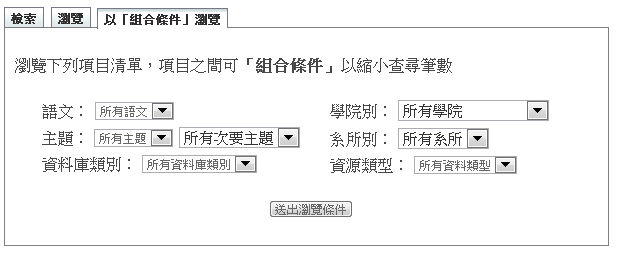 檢索 瀏覽 以「組合條件」瀏覽
瀏覽下列項目清單，項目之間可「組合條件」以縮小查尋筆數
語文： 所有語文 學院別： 所有學院
主題： 所有主題 所有次要主題 系所別： 所有系所
資料庫類別： 所有資料庫類別 資源類型： 所有資料類型
送出瀏覽條件